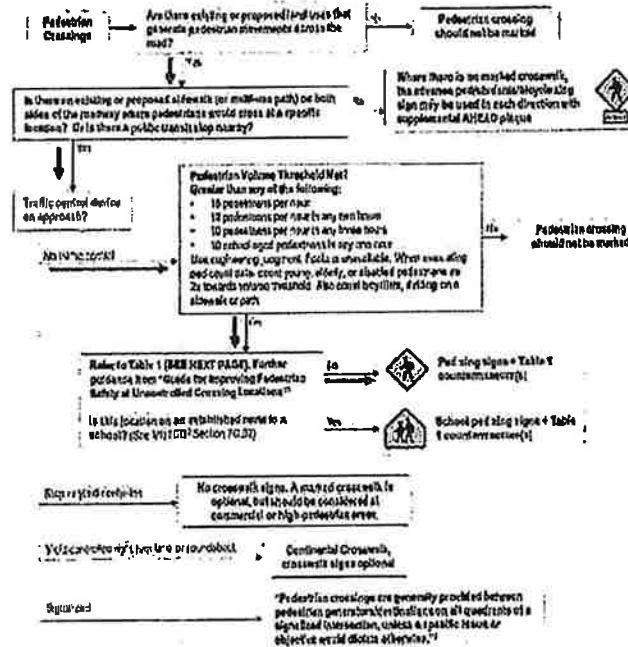 Pedestrian
Crossings
Are there existing or proposed land uses that
generate pedestrian movements across the
road?
No
Pedestrian crossing
should not be marked
Yes
Is there an existing or proposed sidewalk (or multi-use path) on both
sides of the roadway where pedestrians would cross at a specific
location? Or is there a public transit stop nearby?
No
Where there is no marked crosswalk,
the advance pedestrian/bicycle xing
sign may be used in each direction with
supplemental AHEAD plaque
Yes
Traffic control device
on approach?
Pedestrian Volume Threshold Met?
Greater than any of the following:
pedestrians per hour
pedestrians per hour in any two hours
10 pedestrians per hour in any three hours
10 school aged pedestrians in any one hour
Use engineering judgment if data is unavailable. When evaluating
ped count data, count young, elderly, or disabled pedestrians as
2x towards volume threshold. Also count bicyclists, if riding on a
sidewalk or path
No
Pedestrian crossing
should not be marked
Yes
Refer to Table 1 (SEE NEXT PAGE). Further
guidance from "Guide for Improving Pedestrian
Safety at Uncontrolled Crossing Locations"
No
Ped xing signs + Table 1
countermeasure(s)
Is this location on an established route to a
school? (See Section
Yes
School ped xing signs + Table
1 countermeasure(s)
No crosswalk signs. A marked crosswalk is
optional, but should be considered at
commercial or high-pedestrian areas.
Yield controlled right turn lane or roundabout
Continental Crosswalk,
crosswalk signs optional
Signalized
"Pedestrian crossings are generally provided between
pedestrian generators/destinations on all quadrants of a
signalized intersection, unless a specific issue or
objective would dictate otherwise."